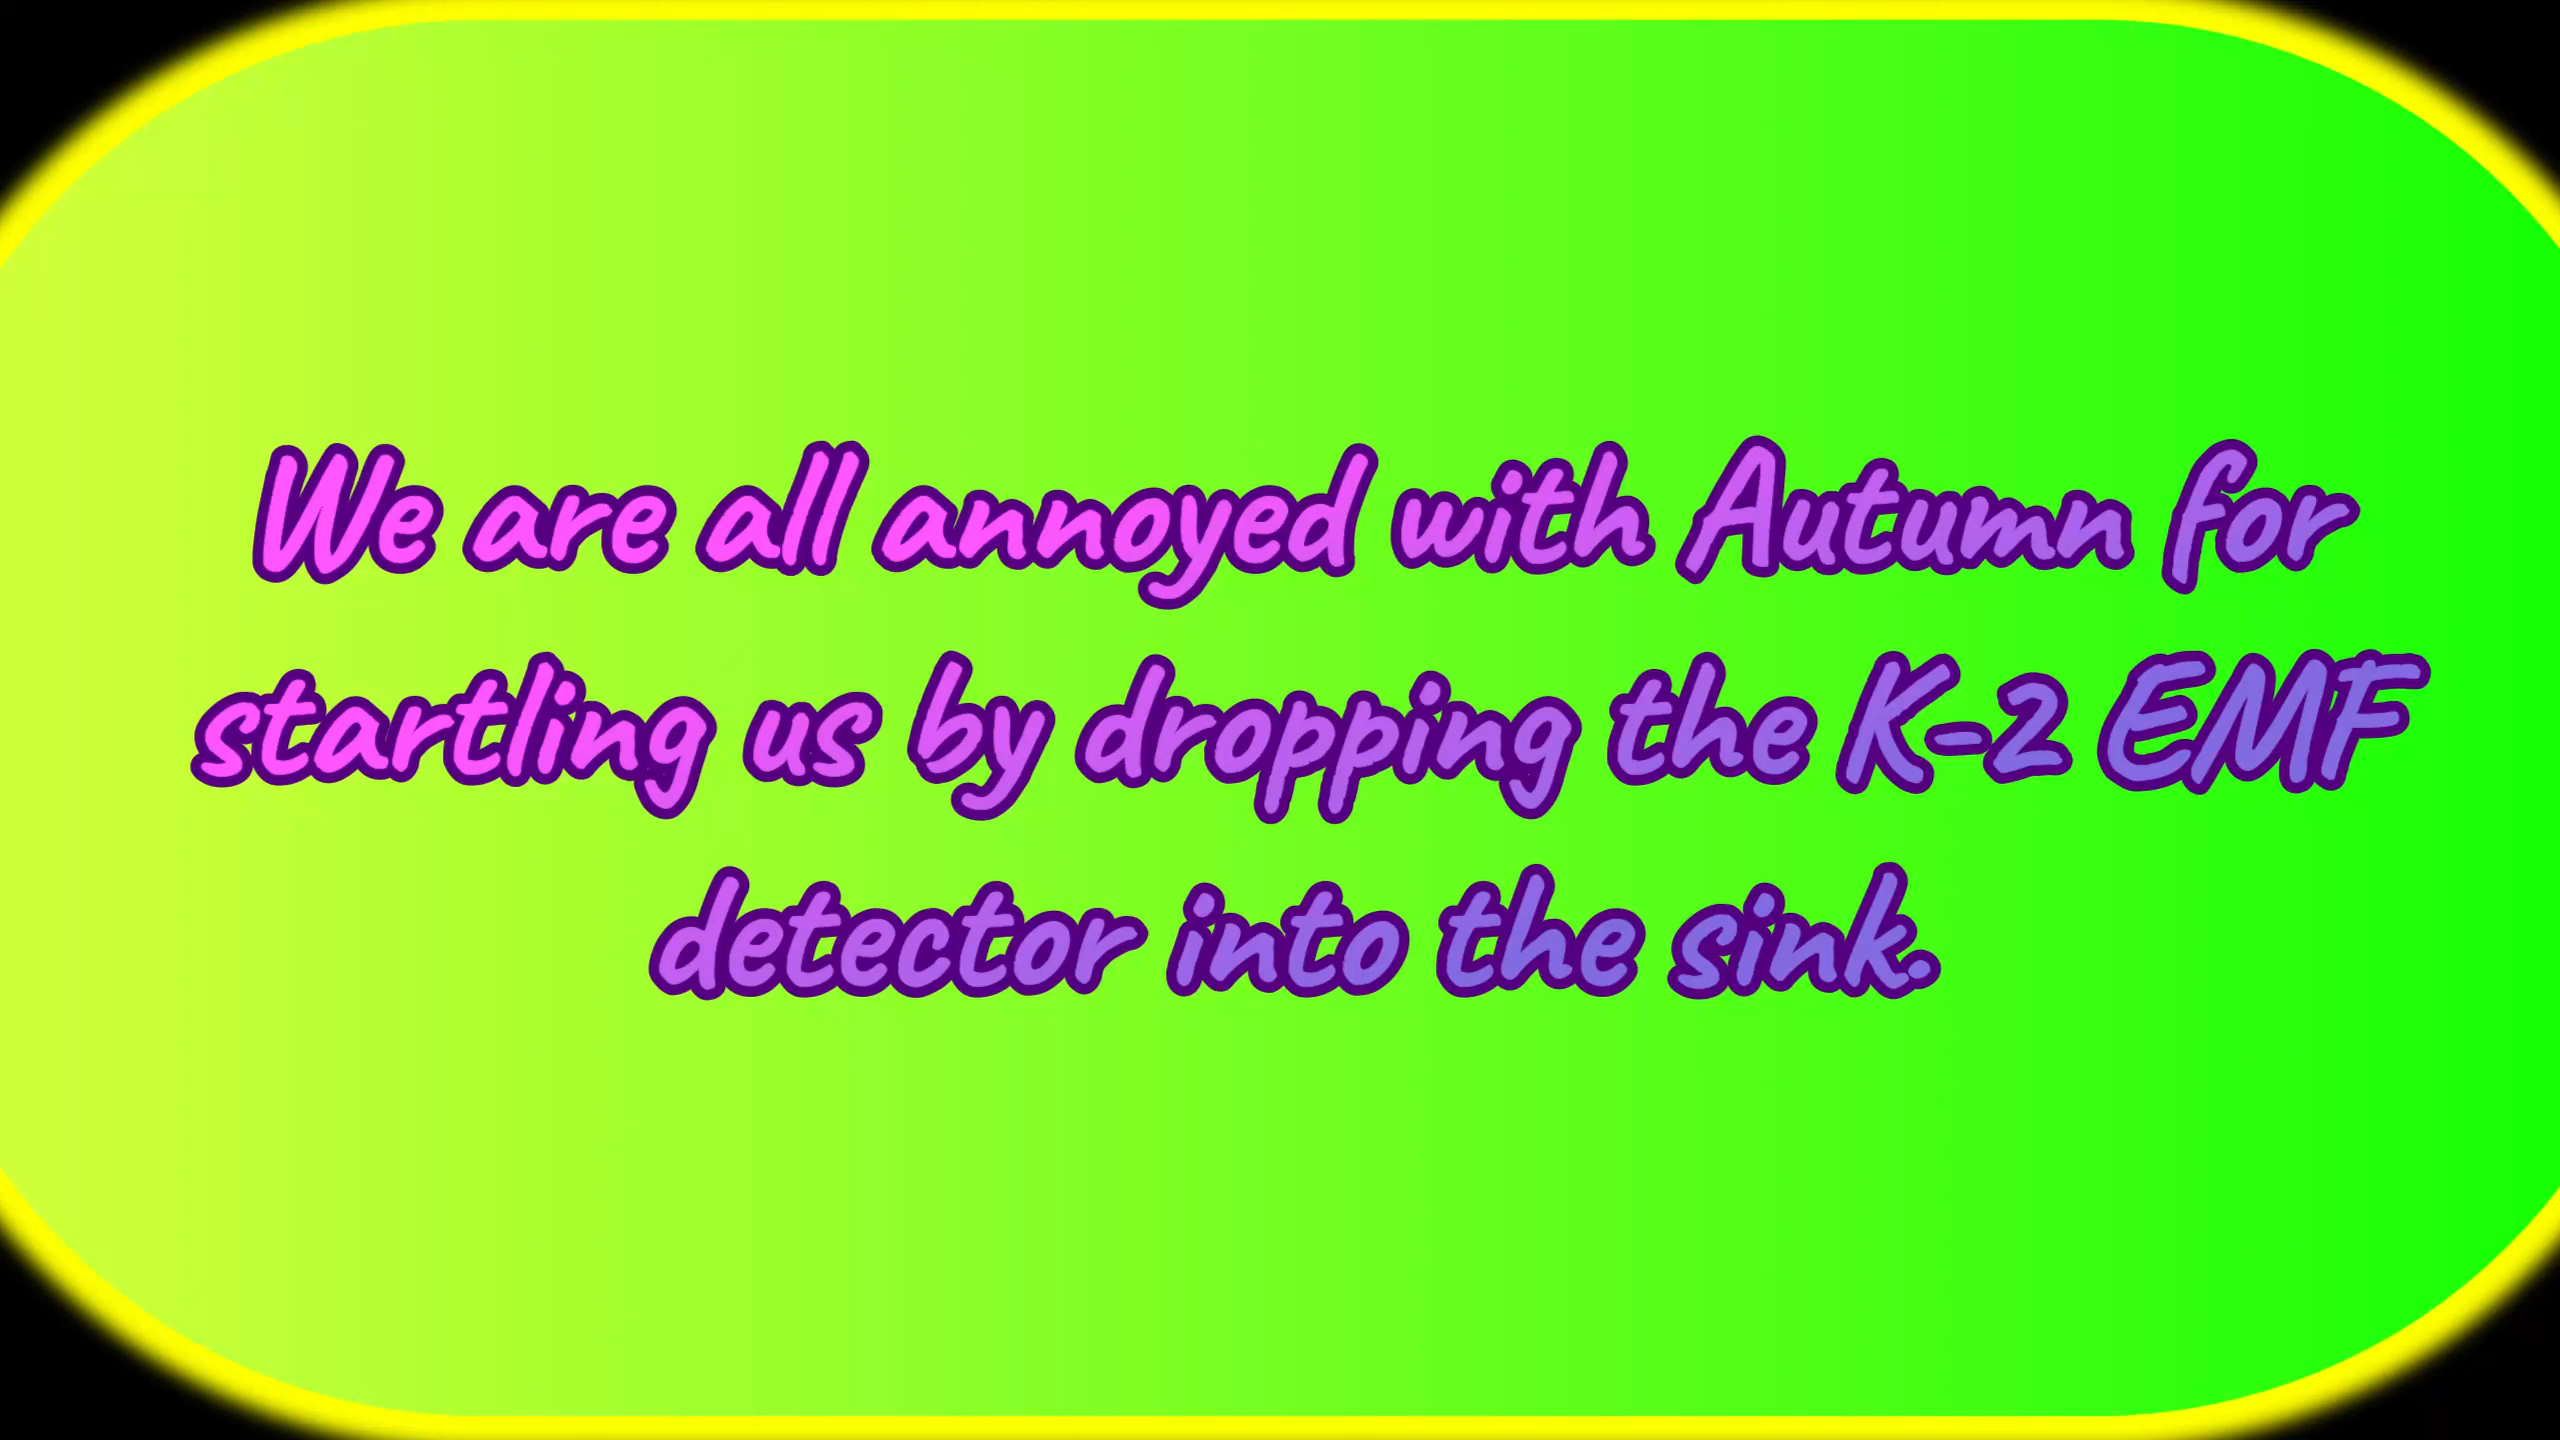 We are all annoyed with Autumn for
startling us by dropping the K-2 EMF
detector into the sink.